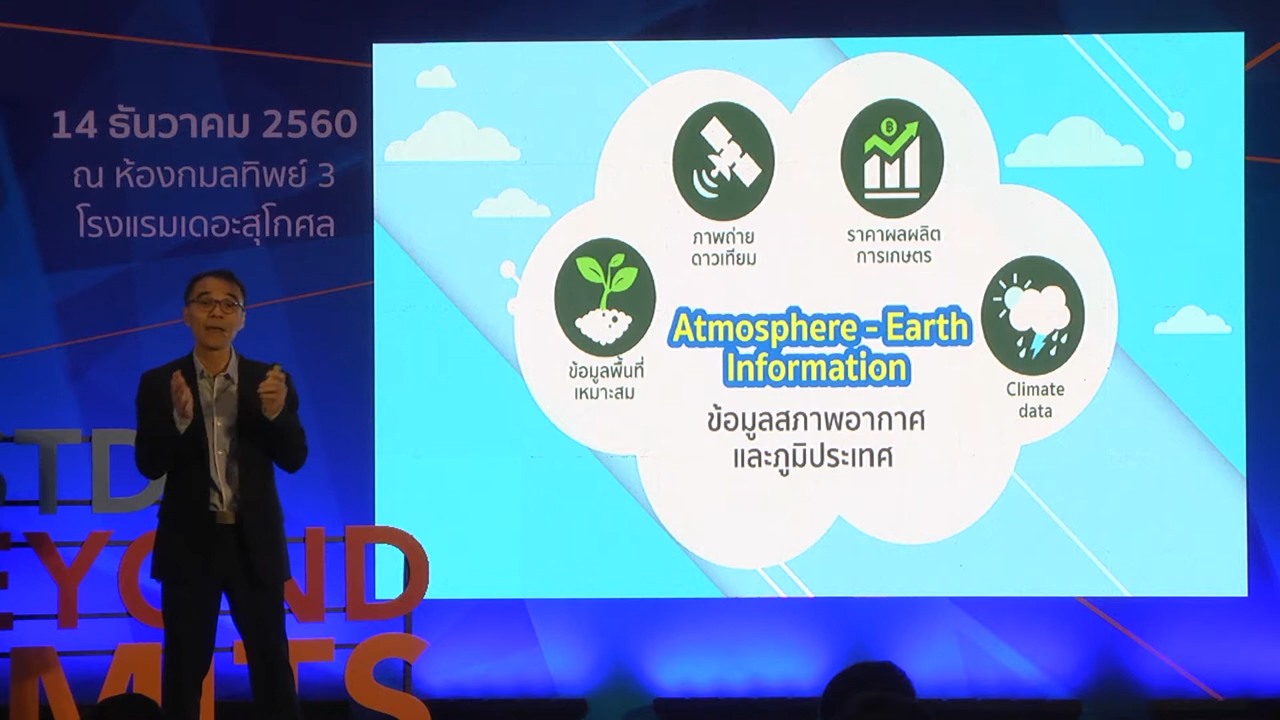 14 ธันวาคม 2560
ณ ห้องกมลทิพย์ 3
โรงแรมเดอะสุโกศล
ภาพถ่าย
ดาวเทียม
ราคาผลผลิต
การเกษตร
ข้อมูลพื้นที่
เหมาะสม
Atmosphere - Earth
Information
ข้อมูลสภาพอากาศ
และภูมิประเทศ
Climate
data
STD
EYOND
MITS